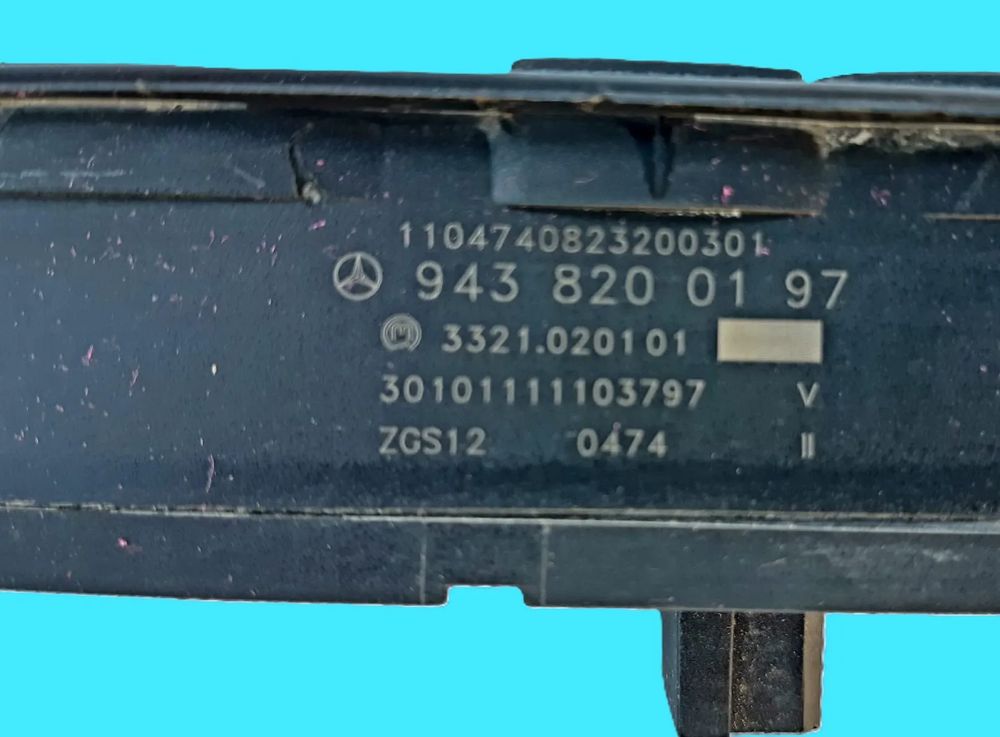 1104740823200301
943 820 01 97
M 3321.020101
30101111103797 V
ZGS12 0474 II